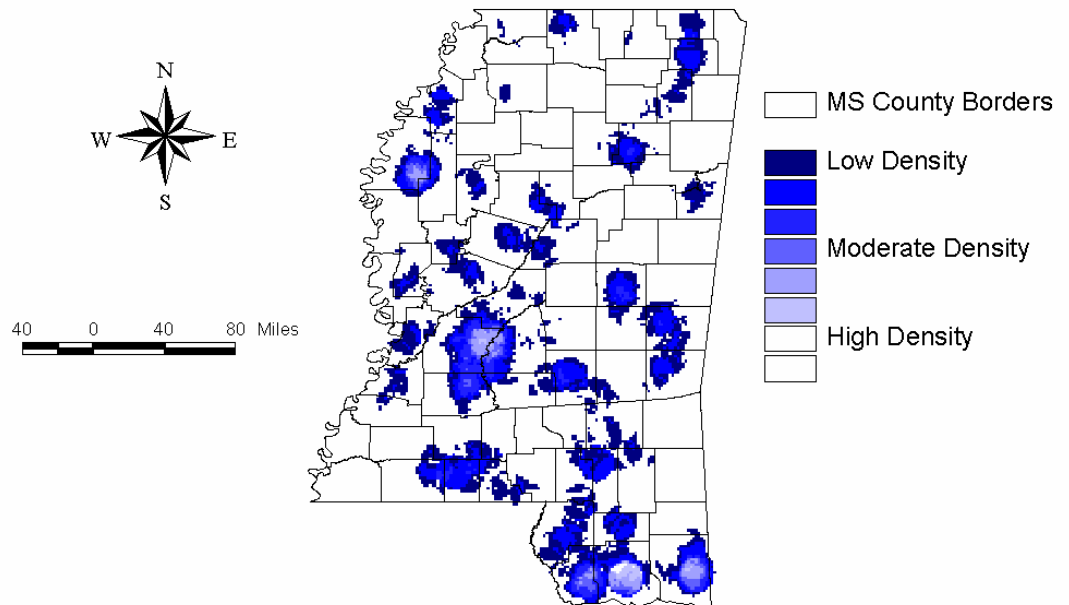 N
W E
S
MS County Borders
Low Density
Moderate Density
High Density
40 0 40 80 Miles